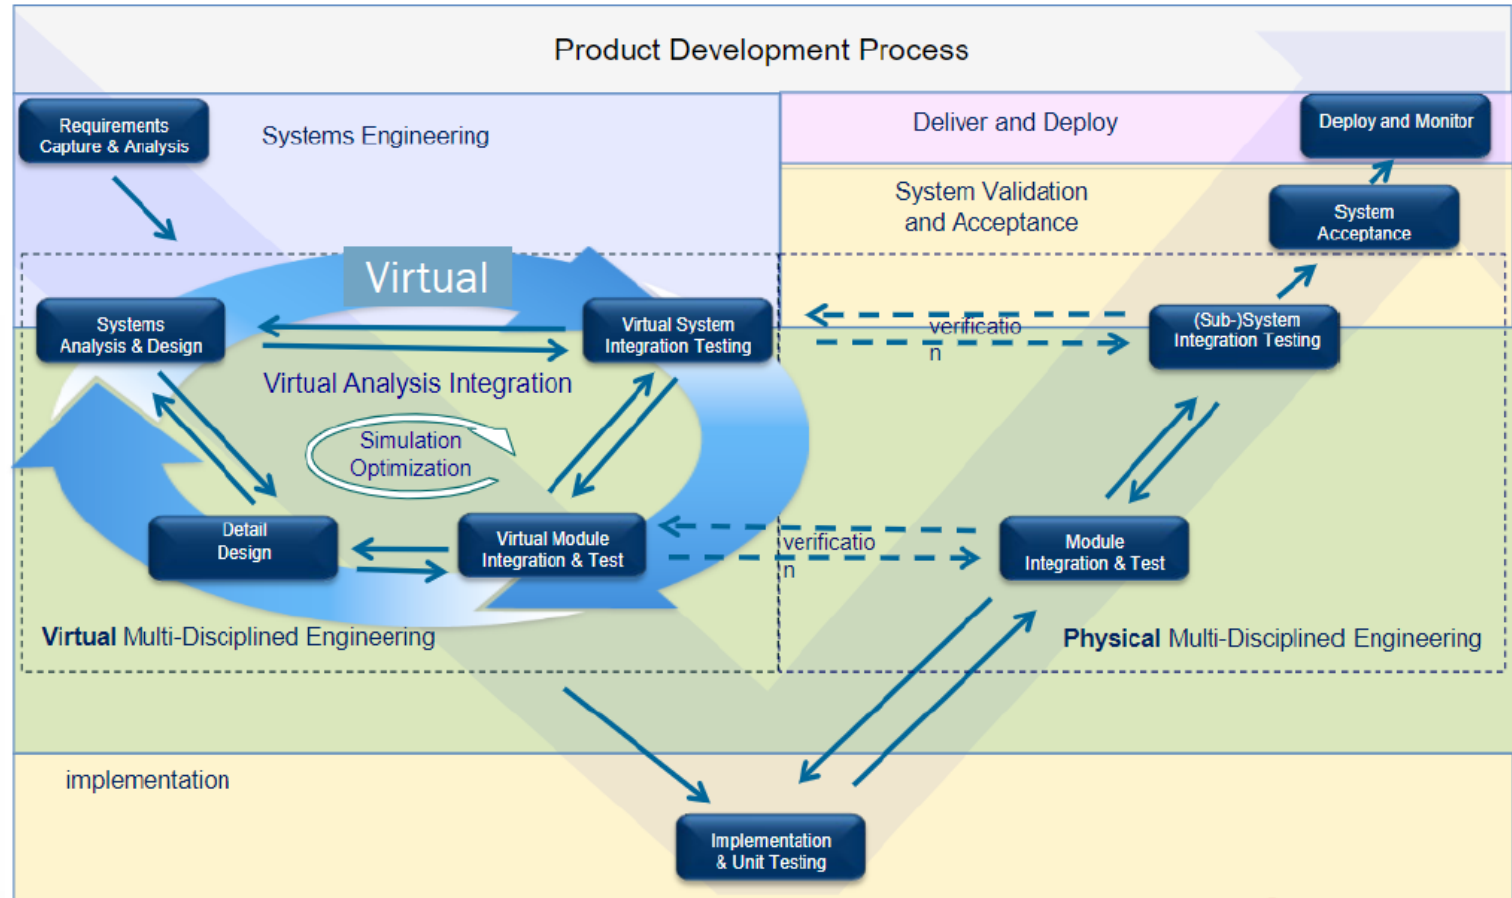 Product Development Process
Requirements
Capture & Analysis
Systems Engineering
Deliver and Deploy
Deploy and Monitor
System Validation
and Acceptance
System
Acceptance
Virtual
Systems
Analysis & Design
Virtual System
Integration Testing
verificatio
n
(Sub-)System
Integration Testing
Virtual Analysis Integration
Simulation
Optimization
Detail
Design
Virtual Module
Integration & Test
verificatio
n
Module
Integration & Test
Virtual Multi-Disciplined Engineering
Physical Multi-Disciplined Engineering
implementation
Implementation
& Unit Testing